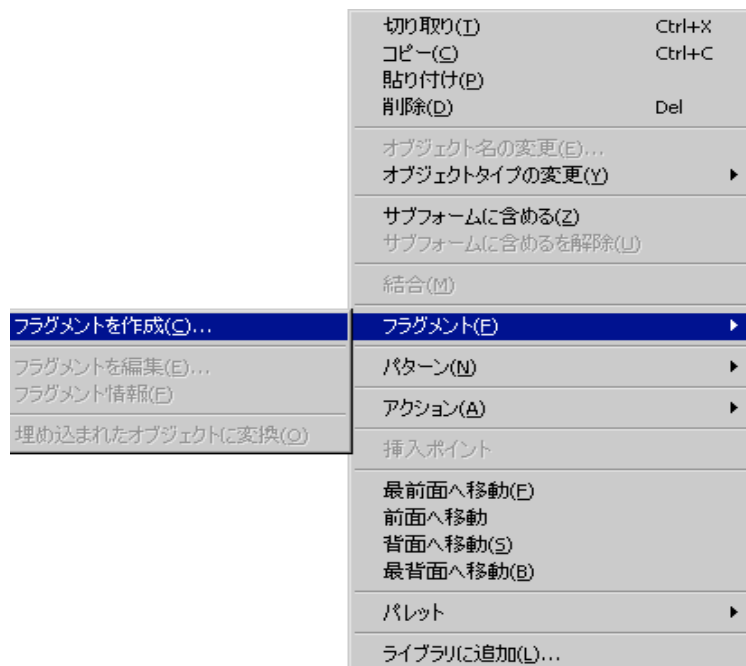 切り取り(T) Ctrl+X
コピー(C) Ctrl+C
貼り付け(P)
削除(D) Del
オブジェクト名の変更(E)...
オブジェクトタイプの変更(Y)
サブフォームに含める(Z)
サブフォームに含めるを解除(U)
結合(M)
フラグメント(F)
フラグメントを作成(C)...
フラグメントを編集(E)...
フラグメント情報(F)
埋め込まれたオブジェクトに変換(O)
パターン(N)
アクション(A)
挿入ポイント
最前面へ移動(F)
前面へ移動
背面へ移動(S)
最背面へ移動(B)
パレット
ライブラリに追加(L)...